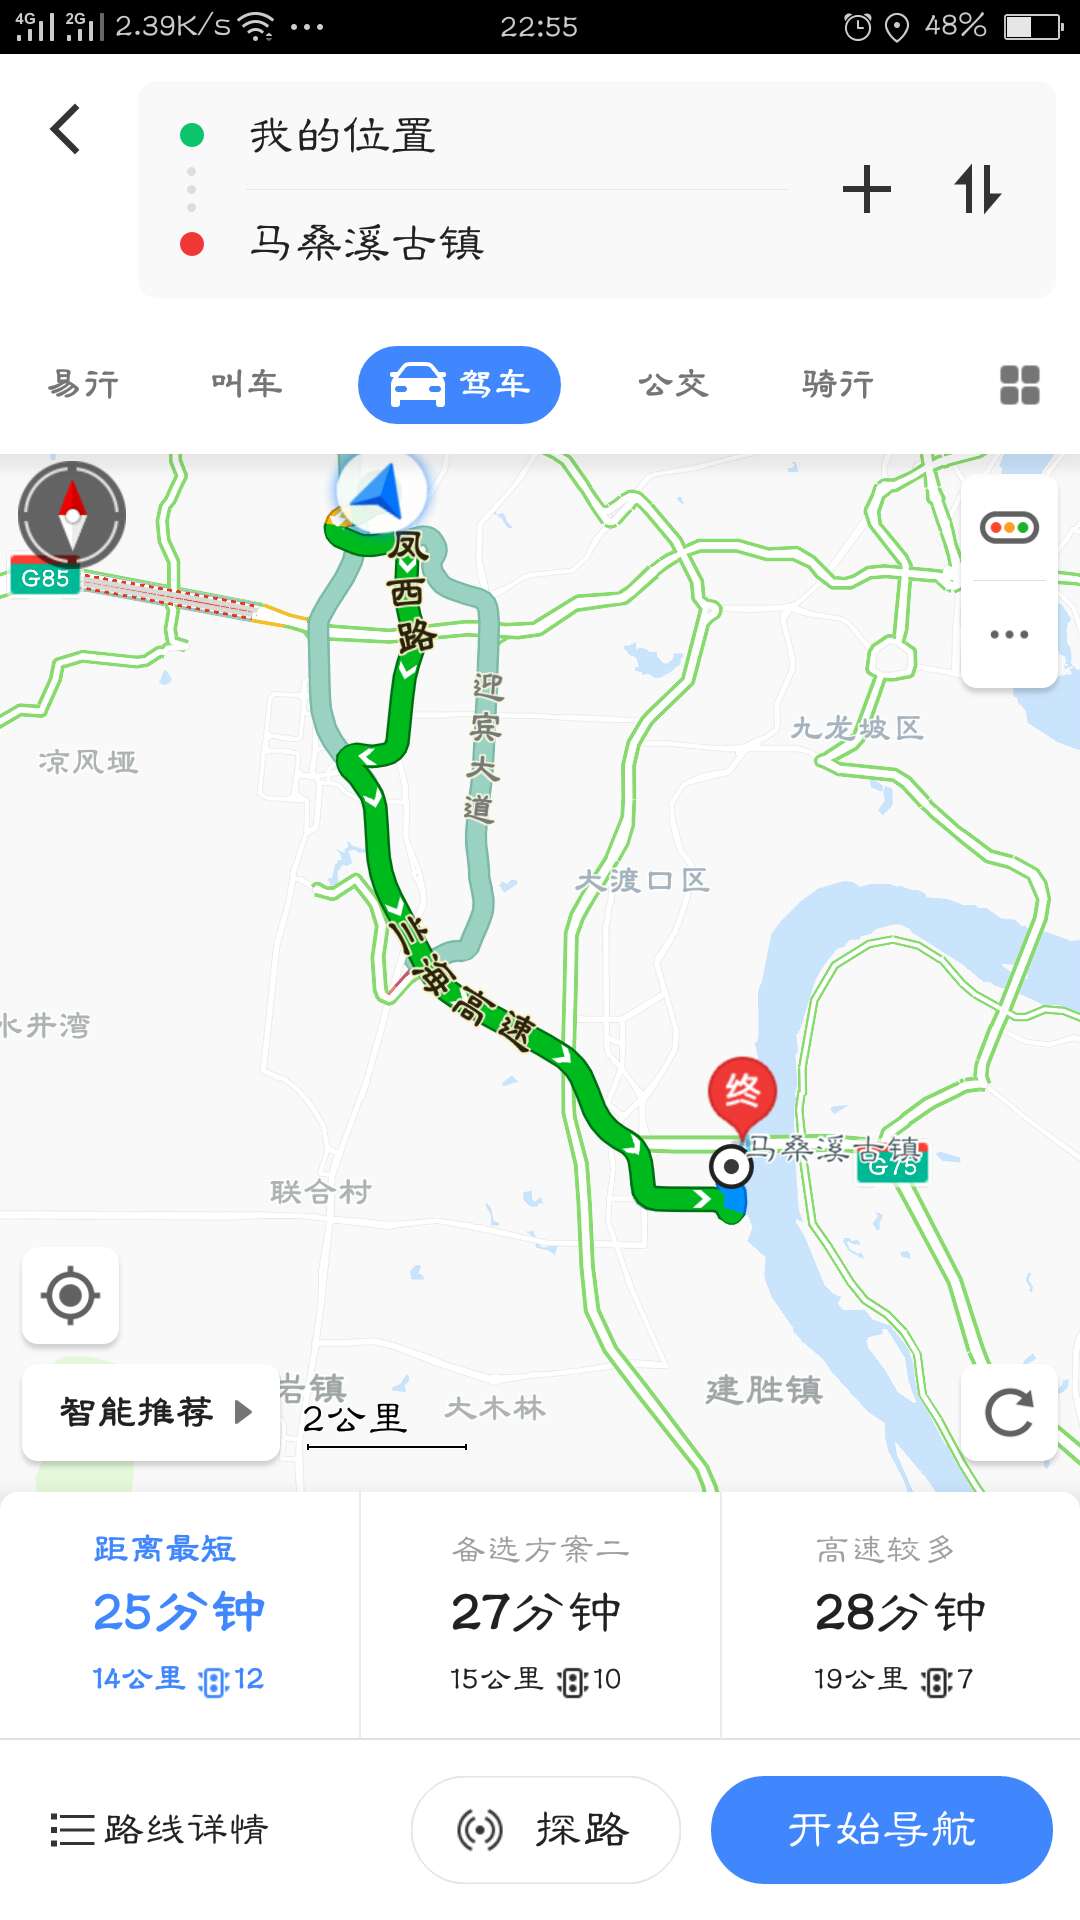 4G 2G 2.39K/s 22:55 48%
我的位置
马桑溪古镇
易行 叫车 驾车 公交 骑行
G85
凤西路
迎宾大道
九龙坡区
凉风垭
大渡口区
兰海高速
水井湾
终
马桑溪古镇
G75
联合村
岩镇
建胜镇
大木林
智能推荐
2公里
距离最短 备选方案二 高速较多
25分钟 27分钟 28分钟
14公里 12 15公里 10 19公里 7
路线详情 探路 开始导航